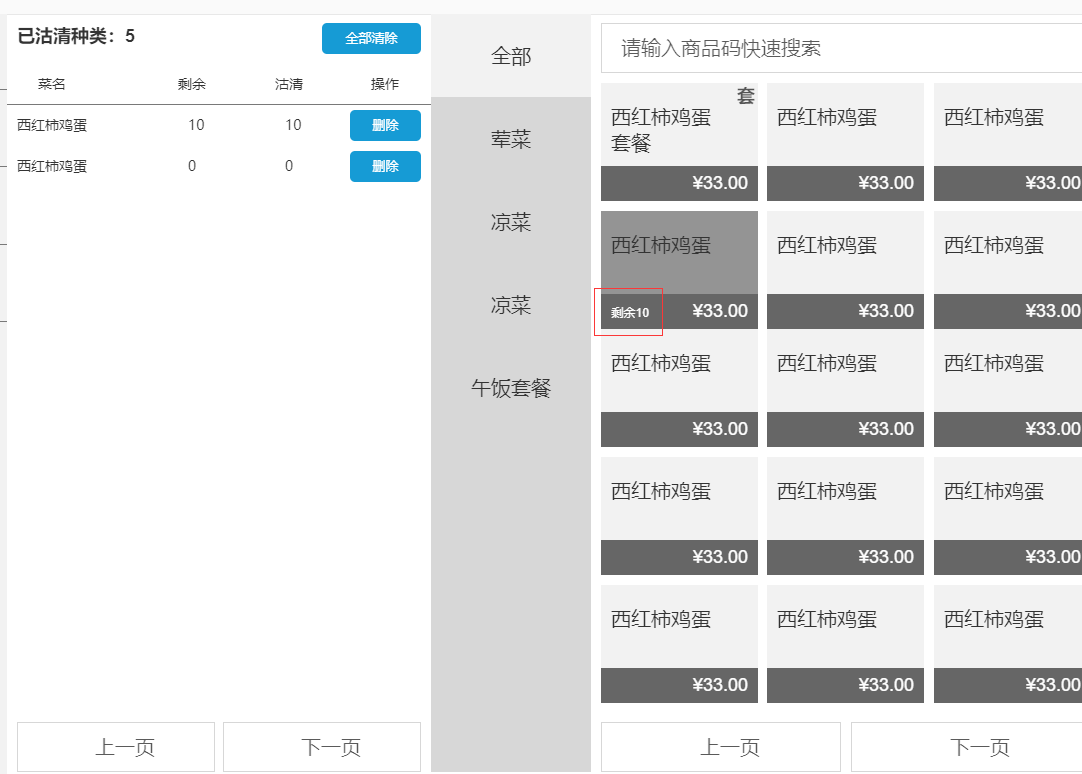 已沽清种类：5
全部清除
菜名 剩余 沽清 操作
西红柿鸡蛋 10 10 删除
西红柿鸡蛋 0 0 删除
上一页 下一页
全部
荤菜
凉菜
凉菜
午饭套餐
请输入商品码快速搜索
套
西红柿鸡蛋 西红柿鸡蛋 西红柿鸡蛋
套餐
¥33.00 ¥33.00 ¥33.00
西红柿鸡蛋 西红柿鸡蛋 西红柿鸡蛋
剩余10 ¥33.00 ¥33.00 ¥33.00
西红柿鸡蛋 西红柿鸡蛋 西红柿鸡蛋
¥33.00 ¥33.00 ¥33.00
西红柿鸡蛋 西红柿鸡蛋 西红柿鸡蛋
¥33.00 ¥33.00 ¥33.00
西红柿鸡蛋 西红柿鸡蛋 西红柿鸡蛋
¥33.00 ¥33.00 ¥33.00
上一页 下一页